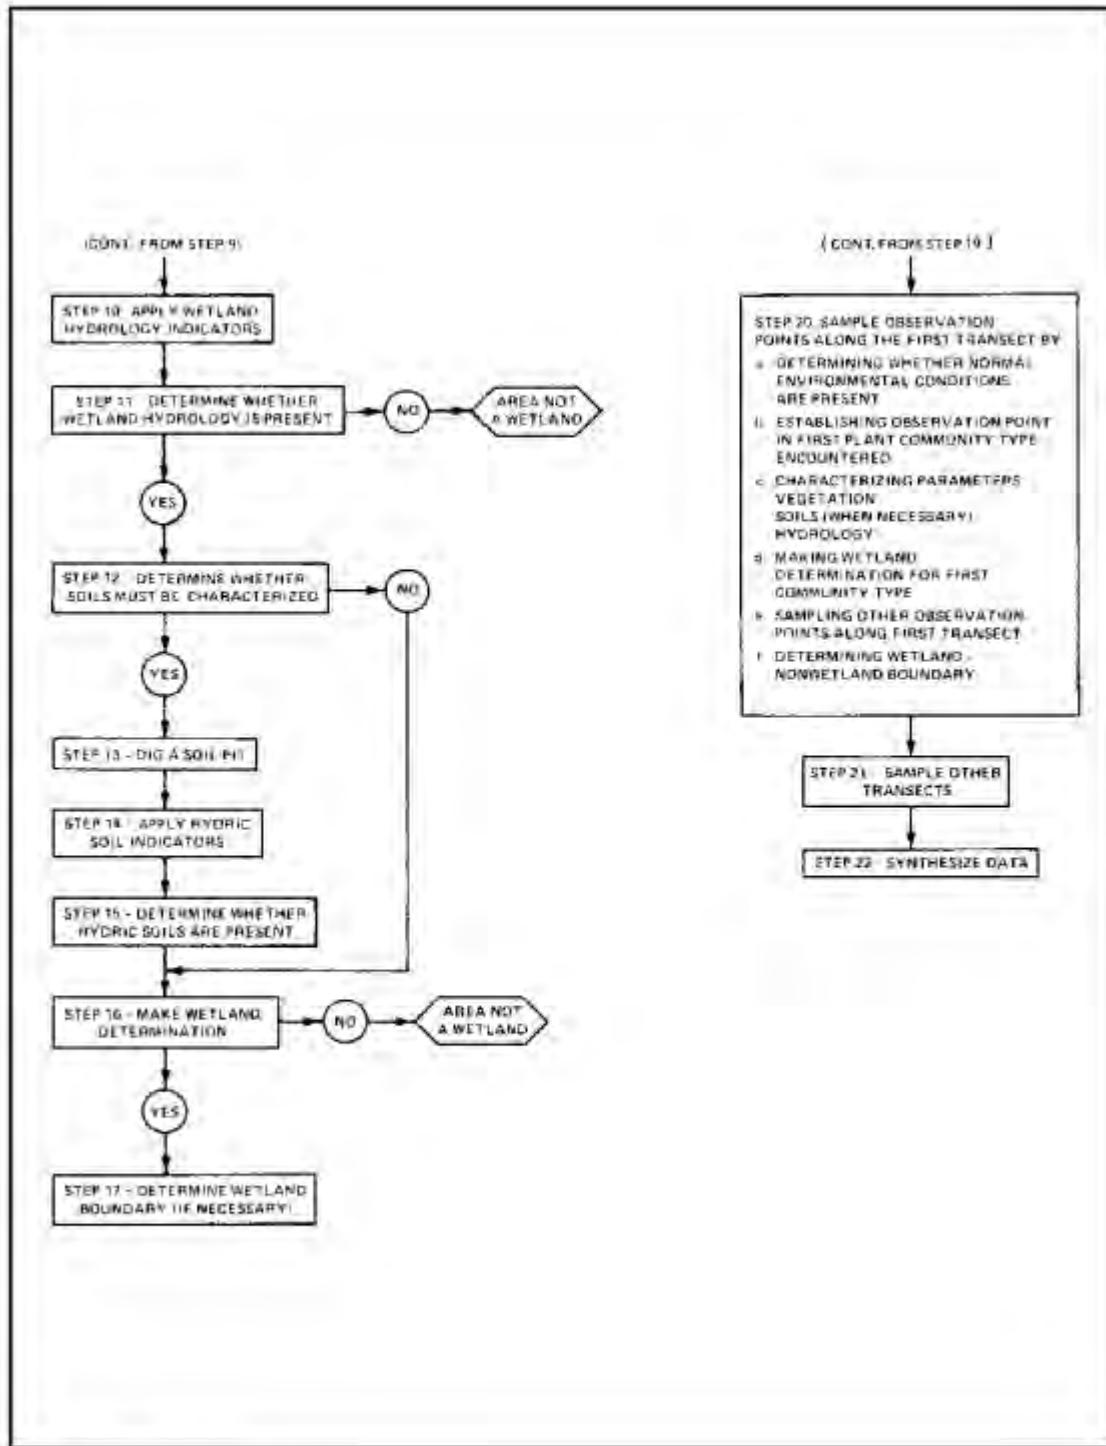 (CONT. FROM STEP 9)
STEP 10 - APPLY WETLAND
HYDROLOGY INDICATORS
STEP 11 - DETERMINE WHETHER
WETLAND HYDROLOGY IS PRESENT
NO
AREA NOT
A WETLAND
YES
STEP 12 - DETERMINE WHETHER
SOILS MUST BE CHARACTERIZED
NO
YES
STEP 13 - DIG A SOIL PIT
STEP 14 - APPLY HYDRIC
SOIL INDICATORS
STEP 15 - DETERMINE WHETHER
HYDRIC SOILS ARE PRESENT
STEP 16 - MAKE WETLAND
DETERMINATION
NO
AREA NOT
A WETLAND
YES
STEP 17 - DETERMINE WETLAND
BOUNDARY (IF NECESSARY)
(CONT. FROM STEP 19)
STEP 20. SAMPLE OBSERVATION
POINTS ALONG THE FIRST TRANSECT BY
a DETERMINING WHETHER NORMAL
ENVIRONMENTAL CONDITIONS
ARE PRESENT
b ESTABLISHING OBSERVATION POINT
IN FIRST PLANT COMMUNITY TYPE
ENCOUNTERED
c CHARACTERIZING PARAMETERS
VEGETATION
SOILS (WHEN NECESSARY)
HYDROLOGY
d MAKING WETLAND
DETERMINATION FOR FIRST
COMMUNITY TYPE
e SAMPLING OTHER OBSERVATION
POINTS ALONG FIRST TRANSECT
f DETERMINING WETLAND -
NONWETLAND BOUNDARY
STEP 21 - SAMPLE OTHER
TRANSECTS
STEP 22 - SYNTHESIZE DATA